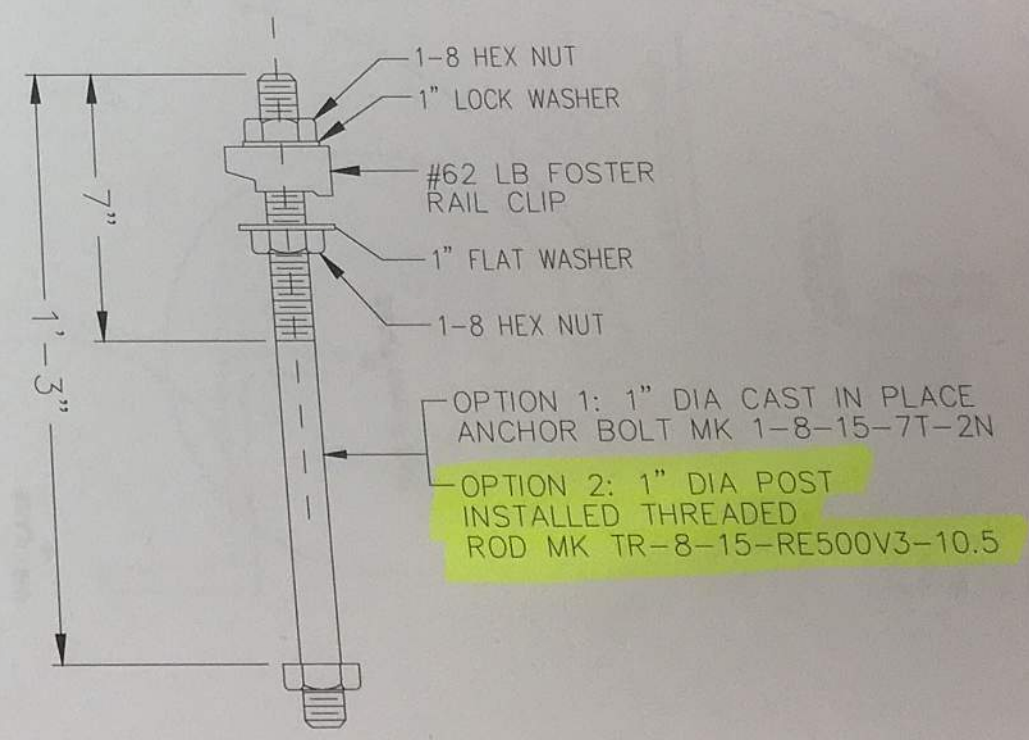 1-8 HEX NUT
1" LOCK WASHER
#62 LB FOSTER
RAIL CLIP
1" FLAT WASHER
1-8 HEX NUT
7"
1'-3"
OPTION 1: 1" DIA CAST IN PLACE
ANCHOR BOLT MK 1-8-15-7T-2N
OPTION 2: 1" DIA POST
INSTALLED THREADED
ROD MK TR-8-15-RE500V3-10.5